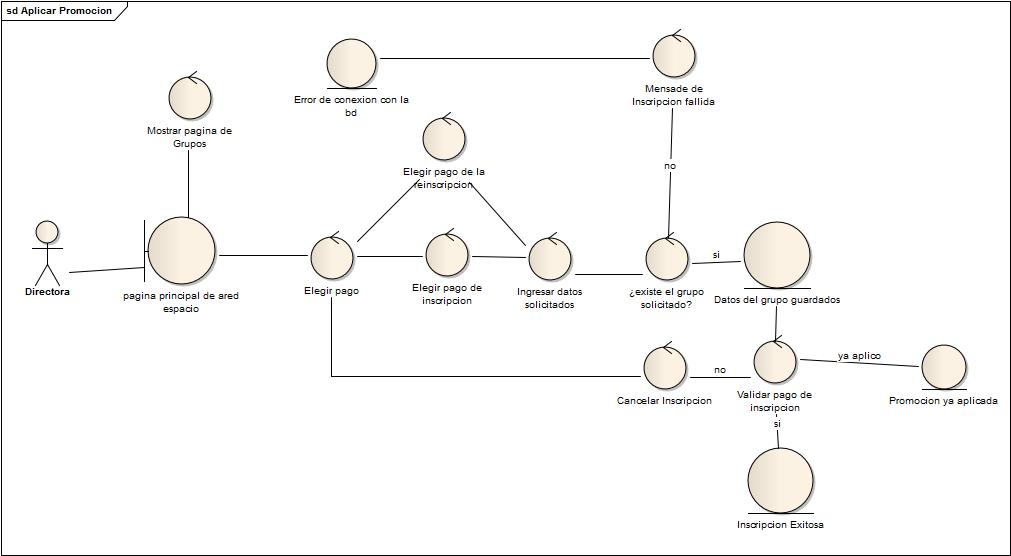 sd Aplicar Promocion
Error de conexion con la
bd
Mensade de
Inscripcion fallida
Mostrar pagina de
Grupos
Elegir pago de la
reinscripcion
no
Directora
pagina principal de ared
espacio
Elegir pago
Elegir pago de
inscripcion
Ingresar datos
solicitados
¿existe el grupo
solicitado?
si
Datos del grupo guardados
Cancelar Inscripcion
no
Validar pago de
inscripcion
ya aplico
Promocion ya aplicada
si
Inscripcion Exitosa